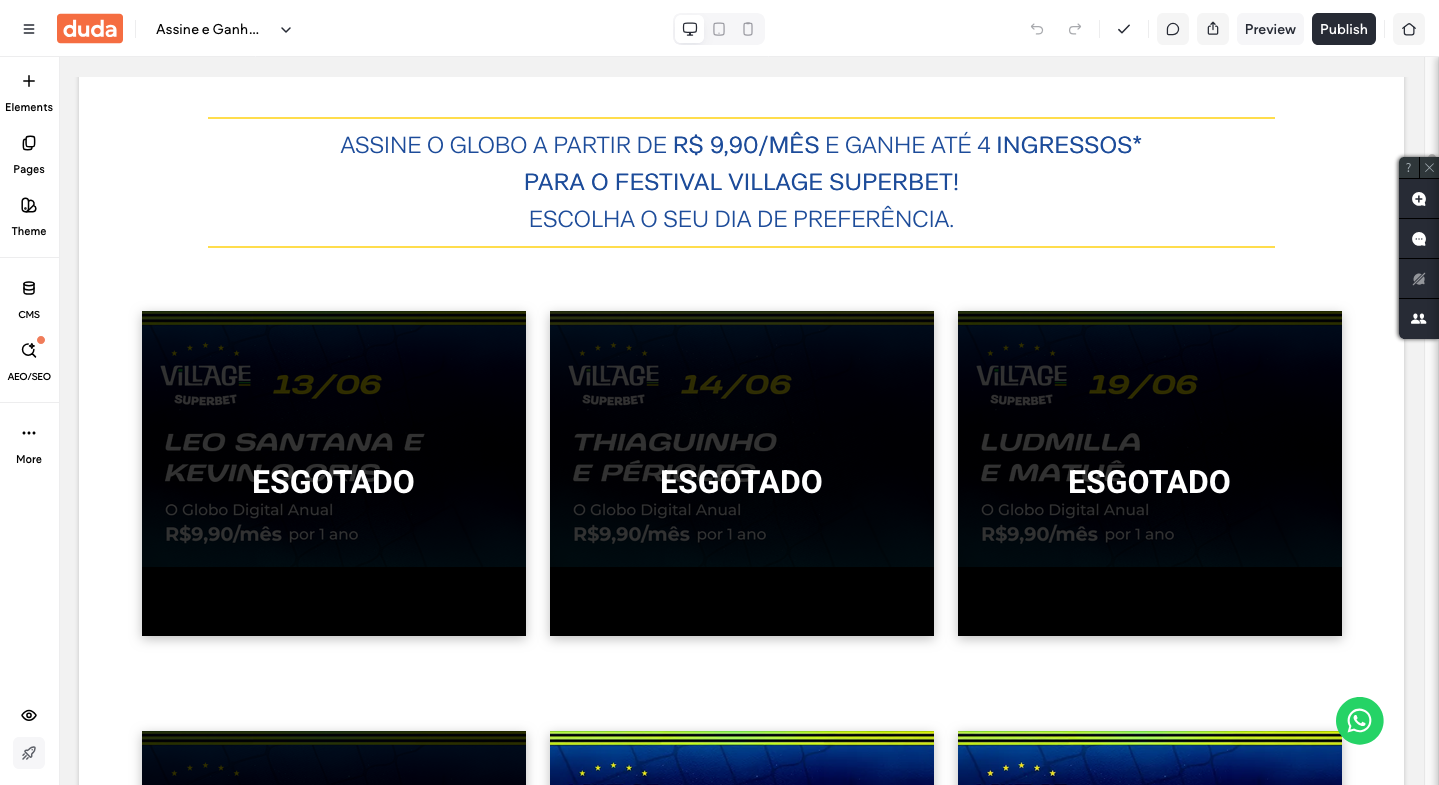 duda
Assine e Ganh...
Preview
Publish
Elements
Pages
Theme
CMS
AEO/SEO
More
?
ASSINE O GLOBO A PARTIR DE R$ 9,90/MÊS E GANHE ATÉ 4 INGRESSOS*
PARA O FESTIVAL VILLAGE SUPERBET!
ESCOLHA O SEU DIA DE PREFERÊNCIA.
ViLLAGE
SUPERBET
13/06
LEO SANTANA E
KEVIN O CRIS
ESGOTADO
O Globo Digital Anual
R$9,90/mês por 1 ano
ViLLAGE
SUPERBET
14/06
THIAGUINHO
E PÉRICLES
ESGOTADO
O Globo Digital Anual
R$9,90/mês por 1 ano
ViLLAGE
SUPERBET
19/06
LUDMILLA
E MATUÊ
ESGOTADO
O Globo Digital Anual
R$9,90/mês por 1 ano